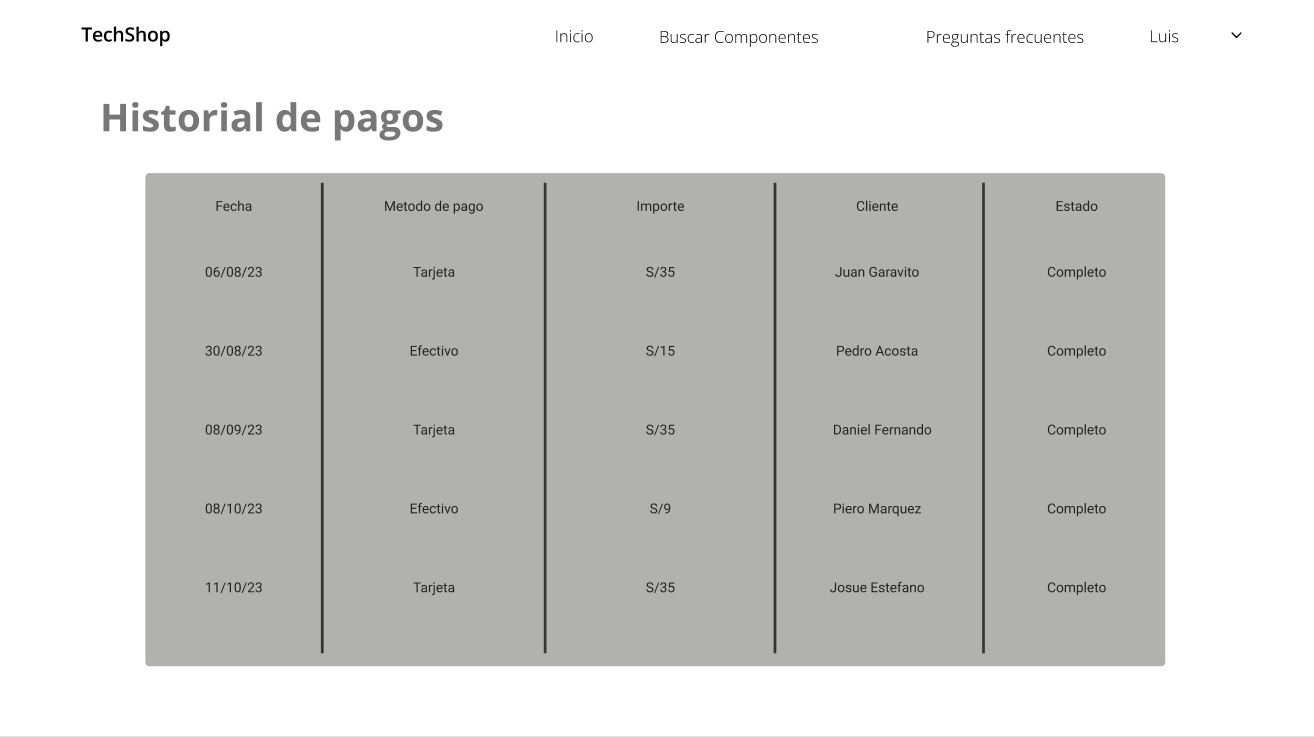 TechShop Inicio Buscar Componentes Preguntas frecuentes Luis
Historial de pagos
Fecha Metodo de pago Importe Cliente Estado
06/08/23 Tarjeta S/35 Juan Garavito Completo
30/08/23 Efectivo S/15 Pedro Acosta Completo
08/09/23 Tarjeta S/35 Daniel Fernando Completo
08/10/23 Efectivo S/9 Piero Marquez Completo
11/10/23 Tarjeta S/35 Josue Estefano Completo